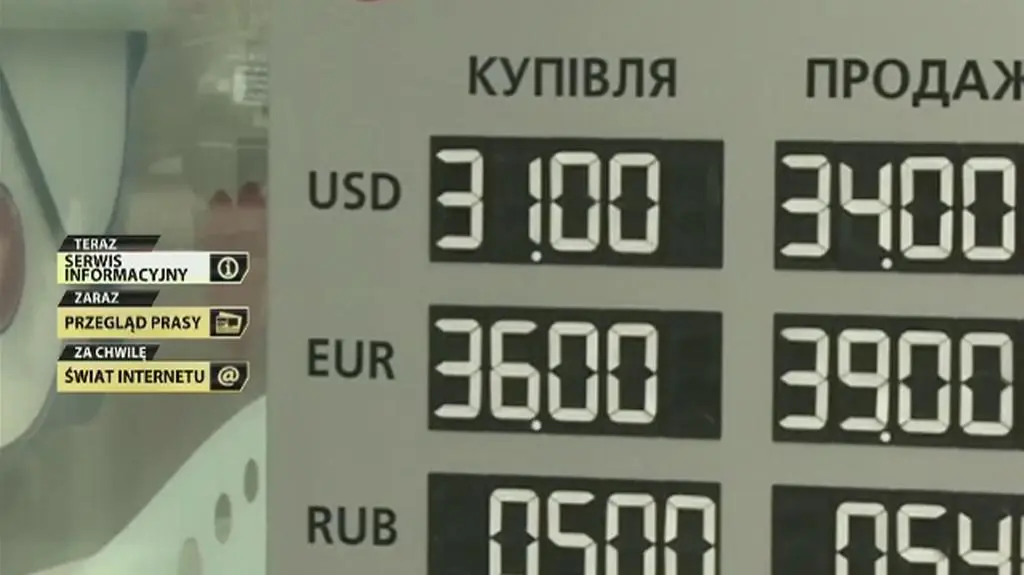 КУПІВЛЯ ПРОДАЖ
USD 31.00 34.00
EUR 36.00 39.00
RUB 0500 054
TERAZ
SERWIS
INFORMACYJNY
ZARAZ
PRZEGLĄD PRASY
ZA CHWILĘ
ŚWIAT INTERNETU @